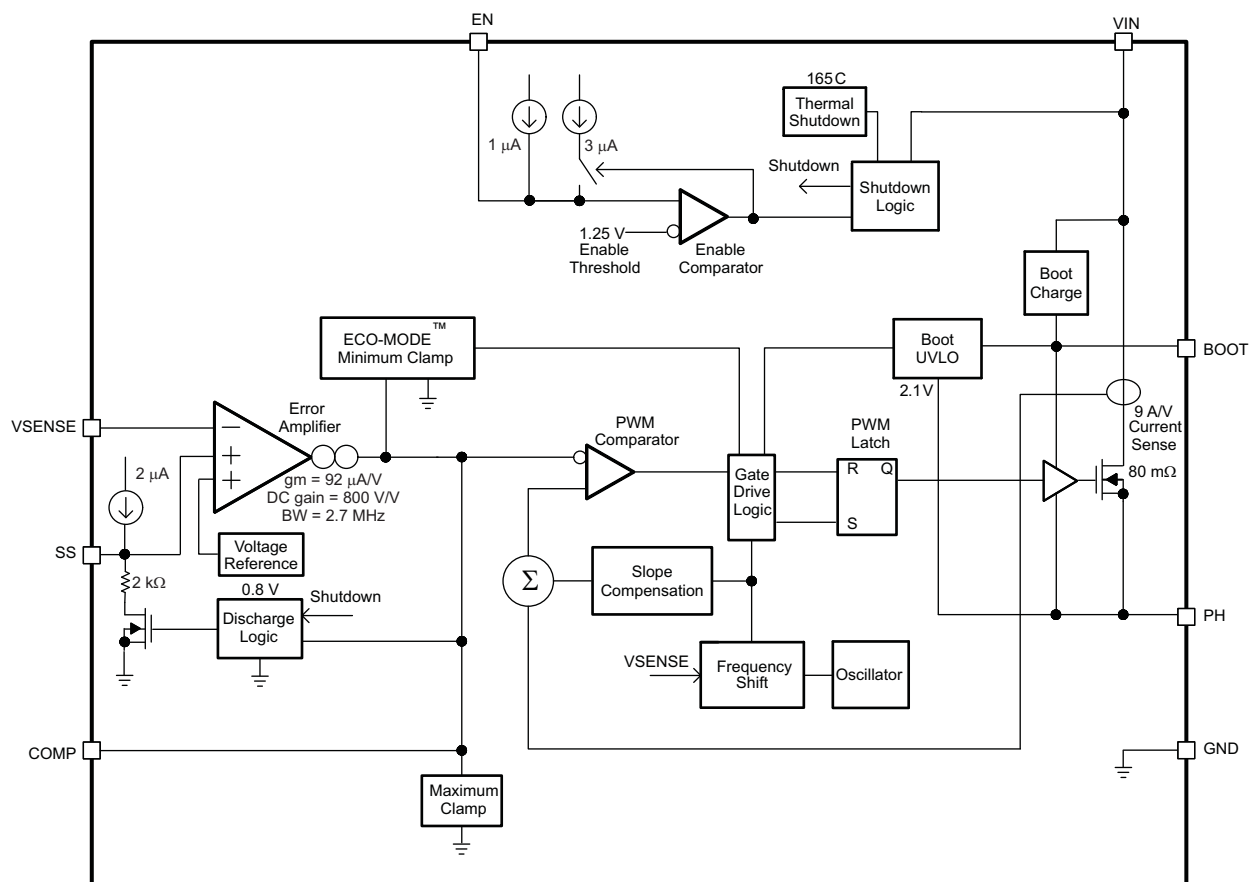 EN
VIN
165C
Thermal
Shutdown
1 μA
3 μA
Shutdown
Shutdown
Logic
1.25 V
Enable
Threshold
Enable
Comparator
Boot
Charge
ECO-MODE™
Minimum Clamp
Boot
UVLO
BOOT
2.1V
VSENSE
Error
Amplifier
PWM
Comparator
PWM
Latch
9 A/V
Current
Sense
80 mΩ
2 μA
gm = 92 μA/V
DC gain = 800 V/V
BW = 2.7 MHz
Gate
Drive
Logic
R Q
S
SS
Voltage
Reference
2 kΩ
0.8 V
Shutdown
Discharge
Logic
Σ
Slope
Compensation
PH
VSENSE
Frequency
Shift
Oscillator
COMP
GND
Maximum
Clamp